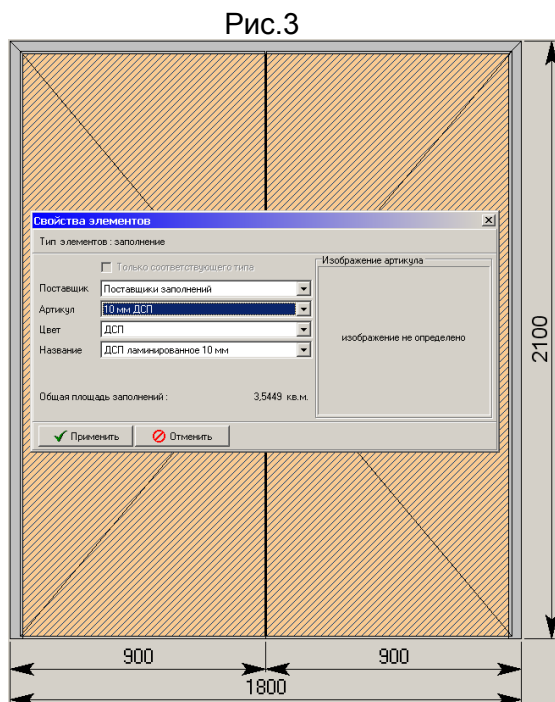 Рис.3
Свойства элементов
Тип элементов : заполнение
Только соответствующего типа
Изображение артикула
Поставщик Поставщики заполнений
Артикул 10 мм ДСП
Цвет ДСП
изображение не определено
Название ДСП ламинированное 10 мм
Общая площадь заполнений : 3,5449 кв.м.
Применить Отменить
2100
900 900
1800